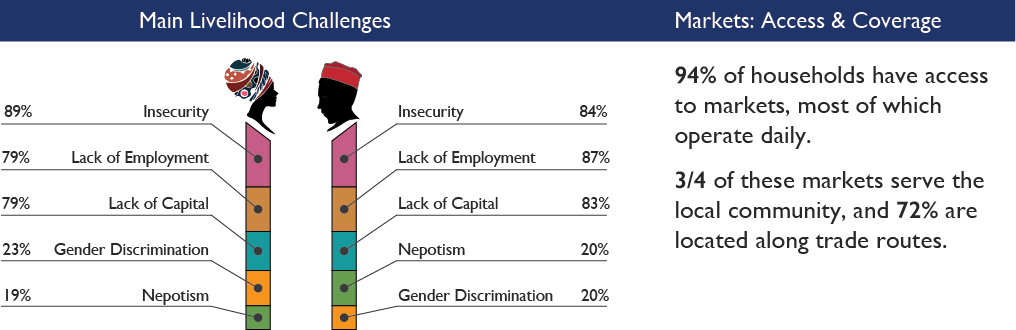 Main Livelihood Challenges
89% Insecurity
79% Lack of Employment
79% Lack of Capital
23% Gender Discrimination
19% Nepotism
Insecurity 84%
Lack of Employment 87%
Lack of Capital 83%
Nepotism 20%
Gender Discrimination 20%
Markets: Access & Coverage
94% of households have access
to markets, most of which
operate daily.
3/4 of these markets serve the
local community, and 72% are
located along trade routes.